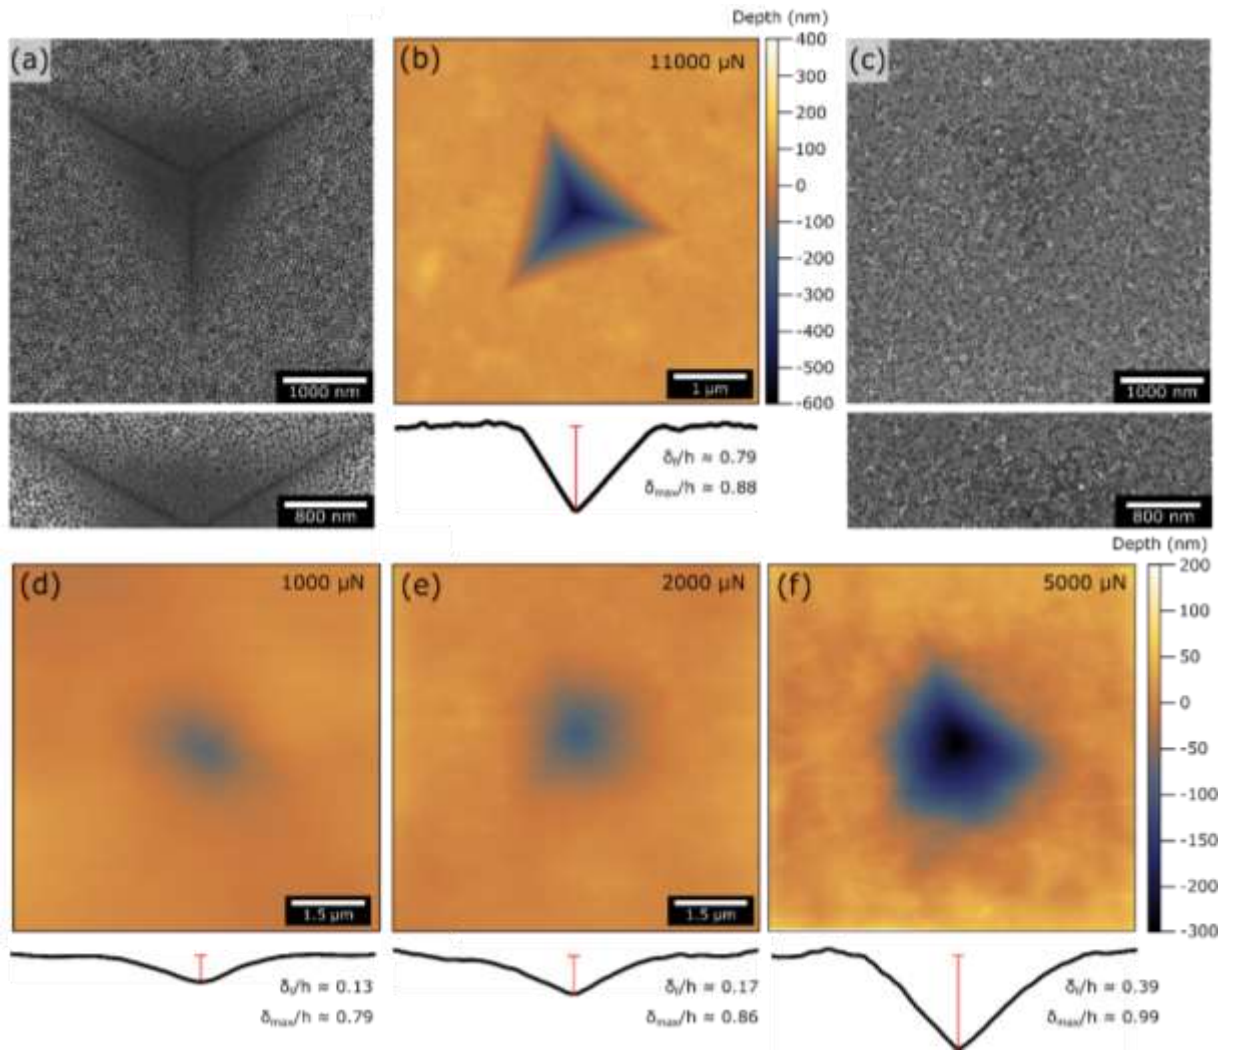 Depth (nm)
(a)
(b)
11000 µN
(c)
400
300
200
100
0
-100
-200
-300
-400
-500
-600
1000 nm
1 µm
1000 nm
δf/h ≈ 0.79
δmax/h ≈ 0.88
800 nm
800 nm
Depth (nm)
(d)
1000 µN
(e)
2000 µN
(f)
5000 µN
200
100
50
0
-50
-100
-150
-200
-300
1.5 µm
1.5 µm
δf/h ≈ 0.13
δmax/h ≈ 0.79
δf/h ≈ 0.17
δmax/h ≈ 0.86
δf/h ≈ 0.39
δmax/h ≈ 0.99